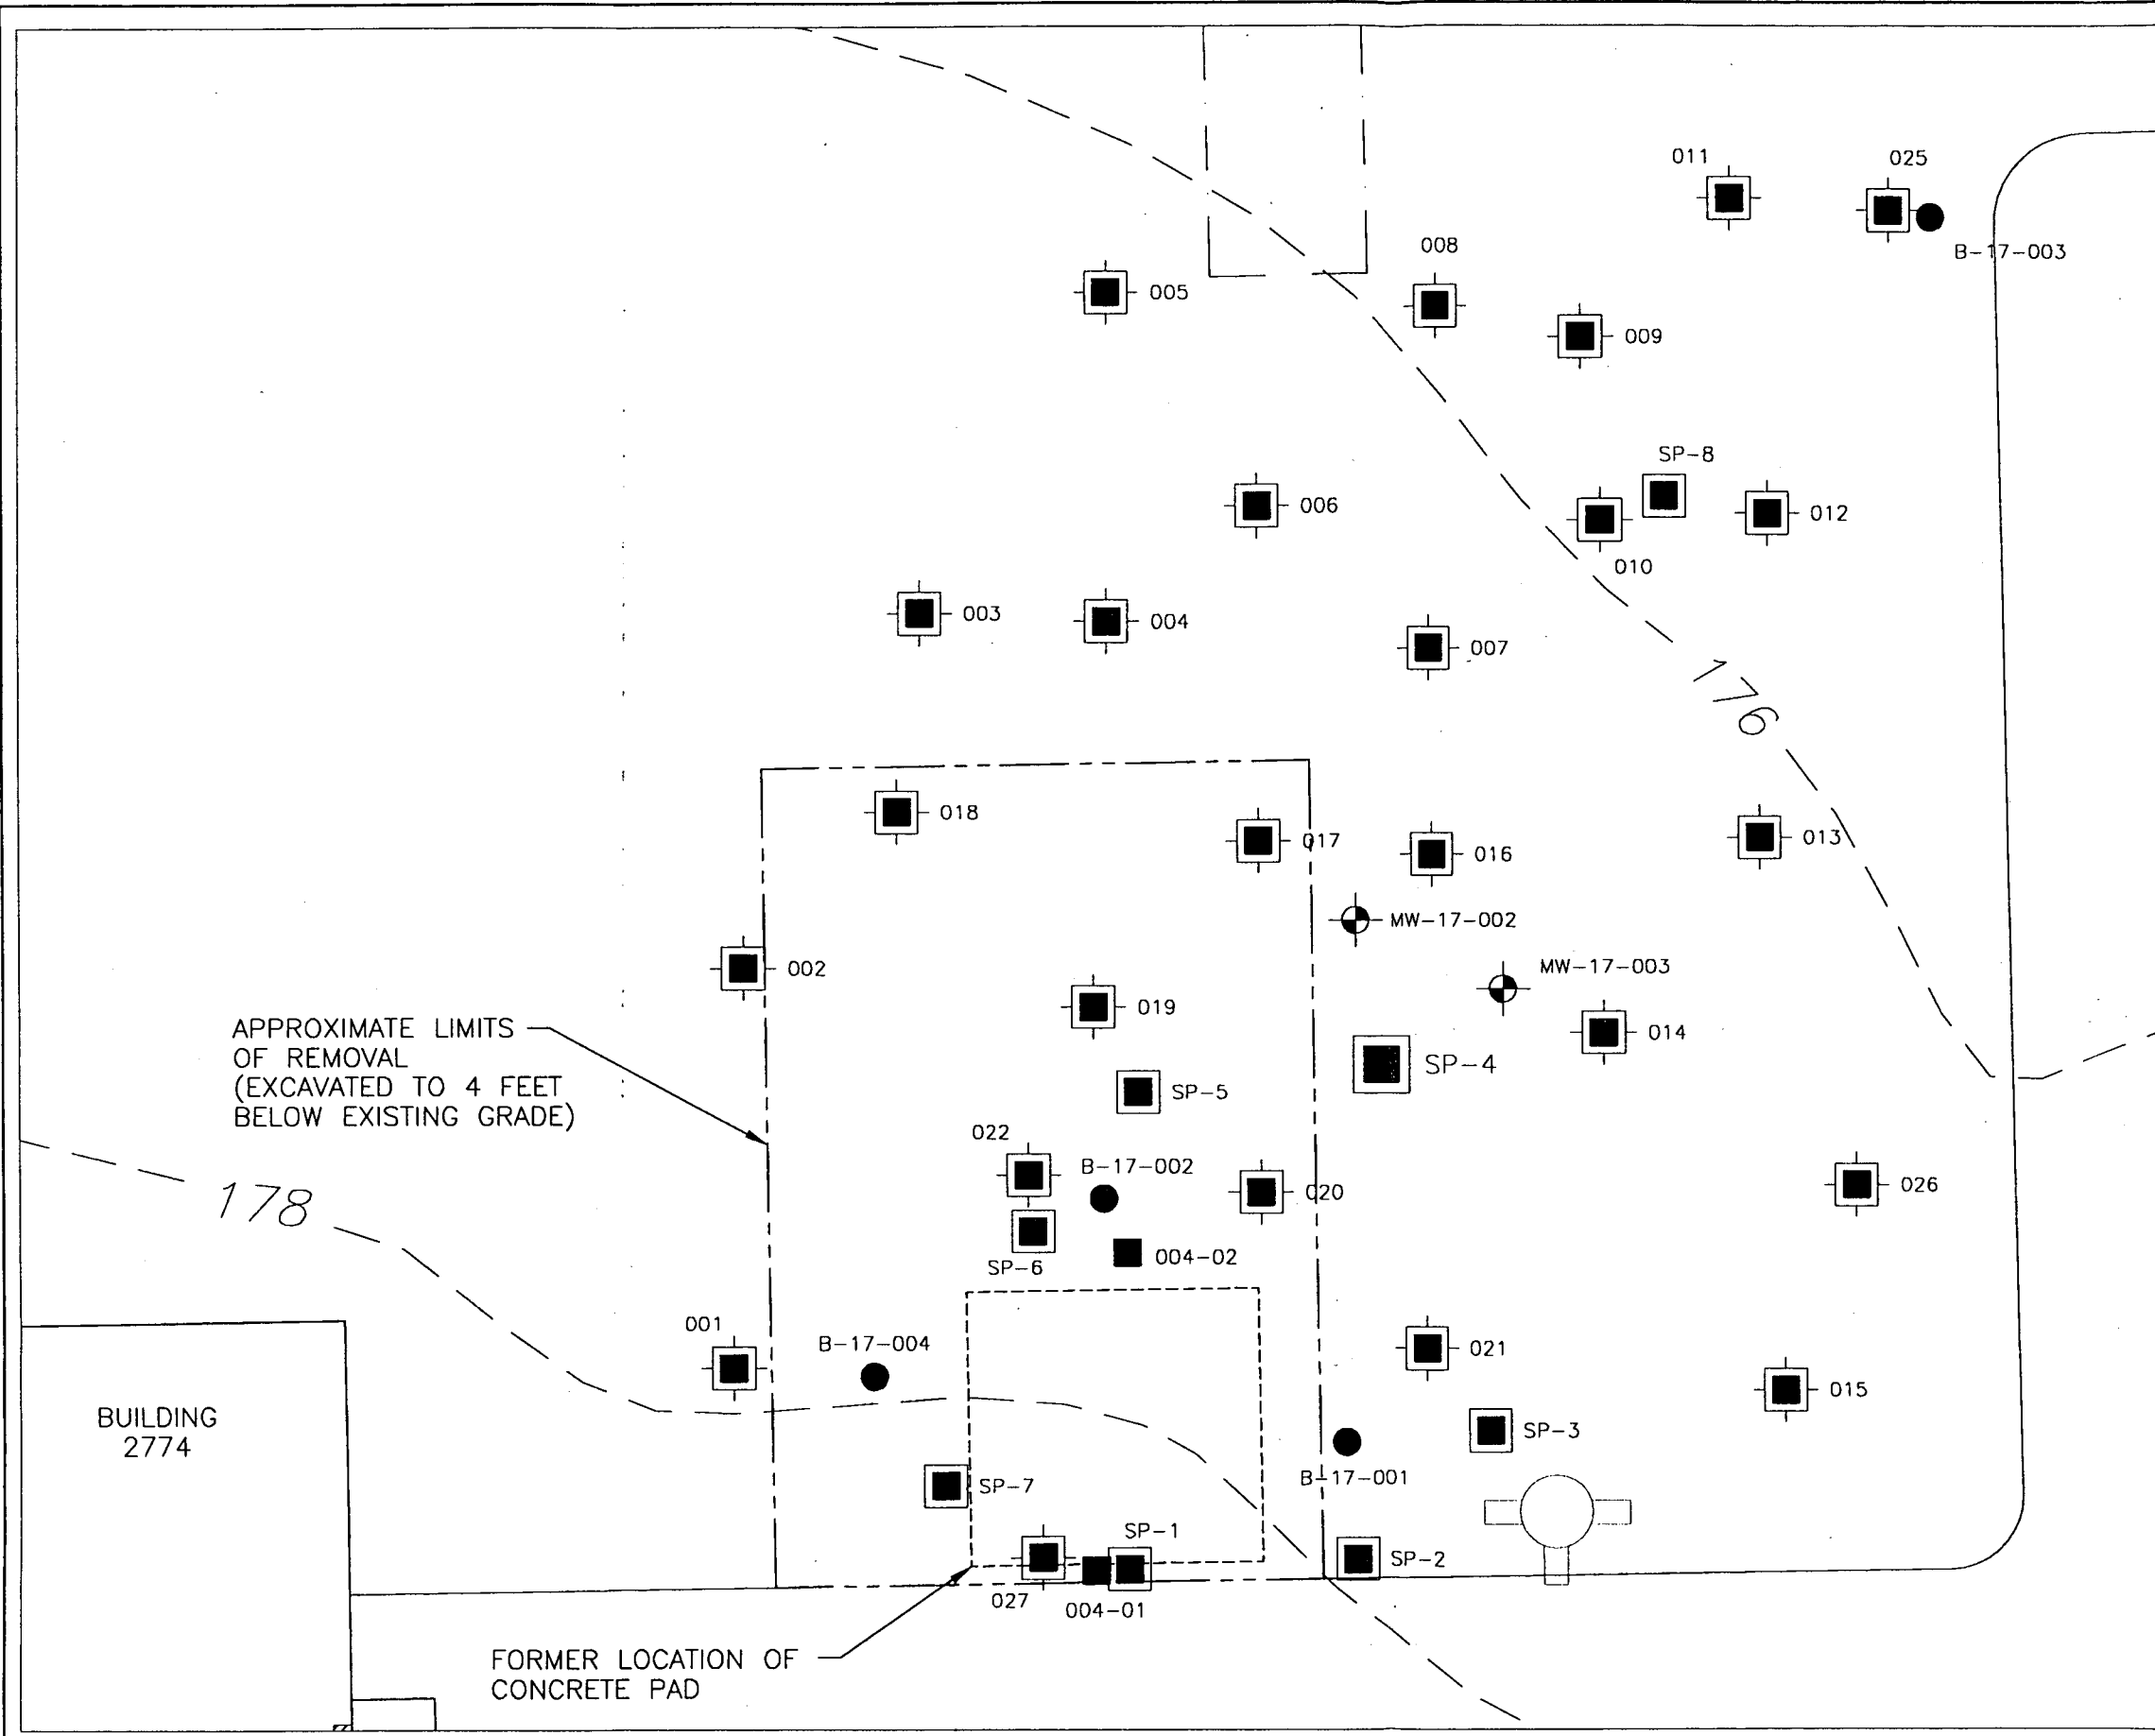 011
025
008
B-17-003
005
009
SP-8
006
012
010
003
004
007
176
018
017
016
013
MW-17-002
002
MW-17-003
019
014
APPROXIMATE LIMITS
OF REMOVAL
(EXCAVATED TO 4 FEET
BELOW EXISTING GRADE)
SP-4
SP-5
022
B-17-002
178
020
026
004-02
SP-6
001
B-17-004
021
015
BUILDING
2774
SP-3
B-17-001
SP-7
SP-1
SP-2
027
004-01
FORMER LOCATION OF
CONCRETE PAD